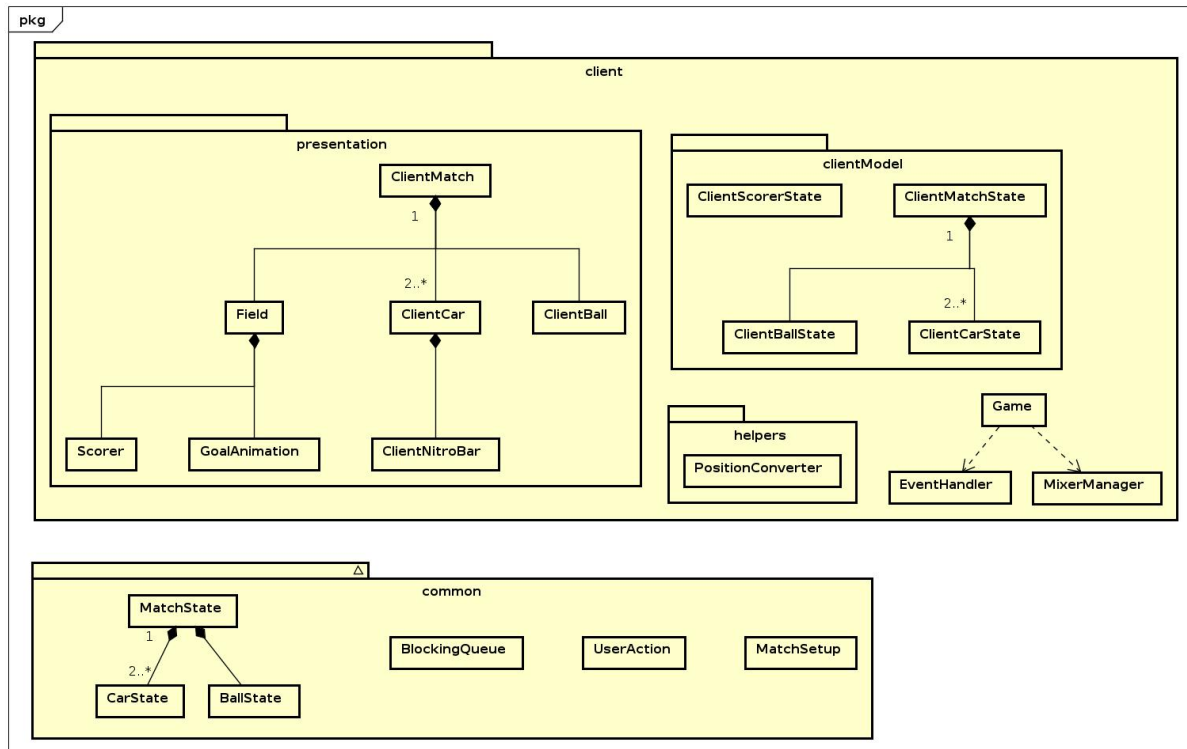 pkg
client
presentation
ClientMatch
1
2..*
Field
ClientCar
ClientBall
Scorer
GoalAnimation
ClientNitroBar
clientModel
ClientScorerState
ClientMatchState
1
2..*
ClientBallState
ClientCarState
helpers
PositionConverter
Game
EventHandler
MixerManager
common
MatchState
1
2..*
CarState
BallState
BlockingQueue
UserAction
MatchSetup